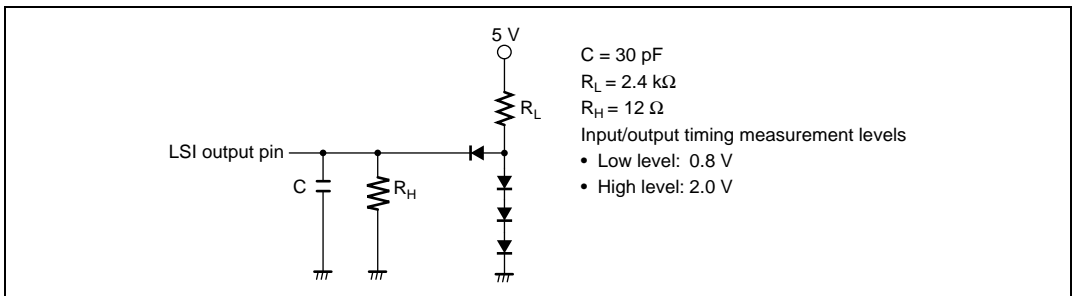 5 V
C = 30 pF
R_L = 2.4 kΩ
R_H = 12 Ω
Input/output timing measurement levels
• Low level: 0.8 V
• High level: 2.0 V
R_L
LSI output pin
C
R_H